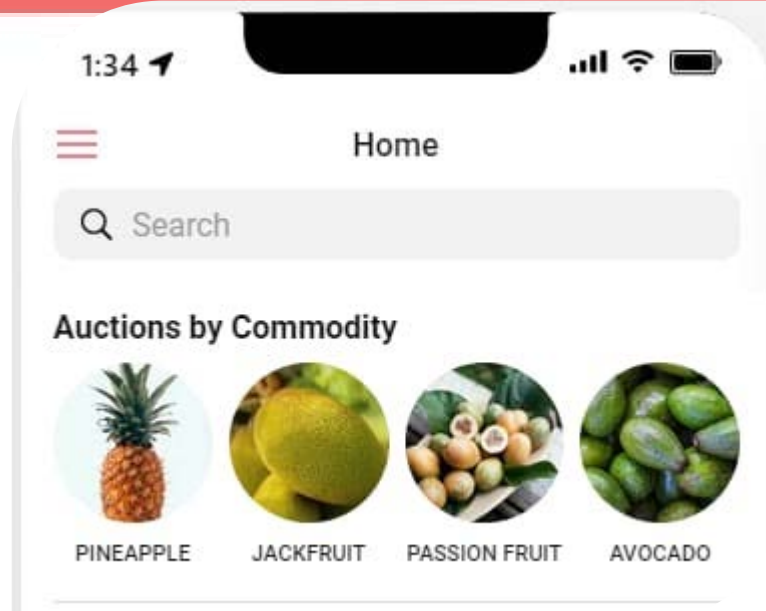 1:34
Home
Search
Auctions by Commodity
PINEAPPLE JACKFRUIT PASSION FRUIT AVOCADO